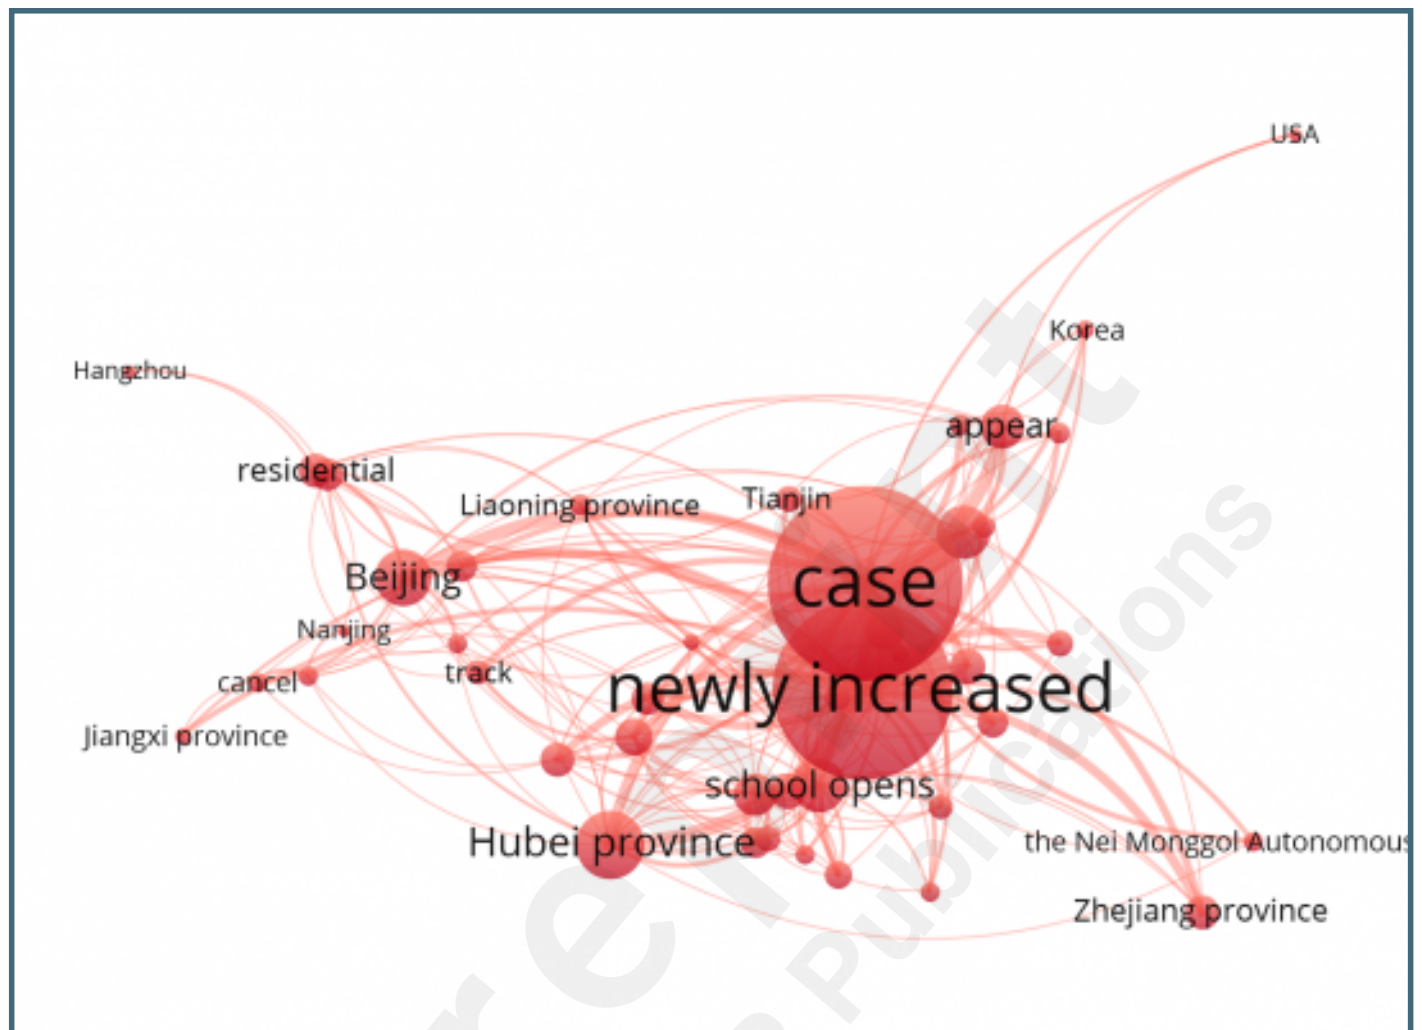 USA
Korea
Hangzhou
appear
residential
Liaoning province
Tianjin
Beijing
case
Nanjing
track
cancel
newly increased
Jiangxi province
school opens
Hubei province
the Nei Monggol Autonomous
Zhejiang province
Publications